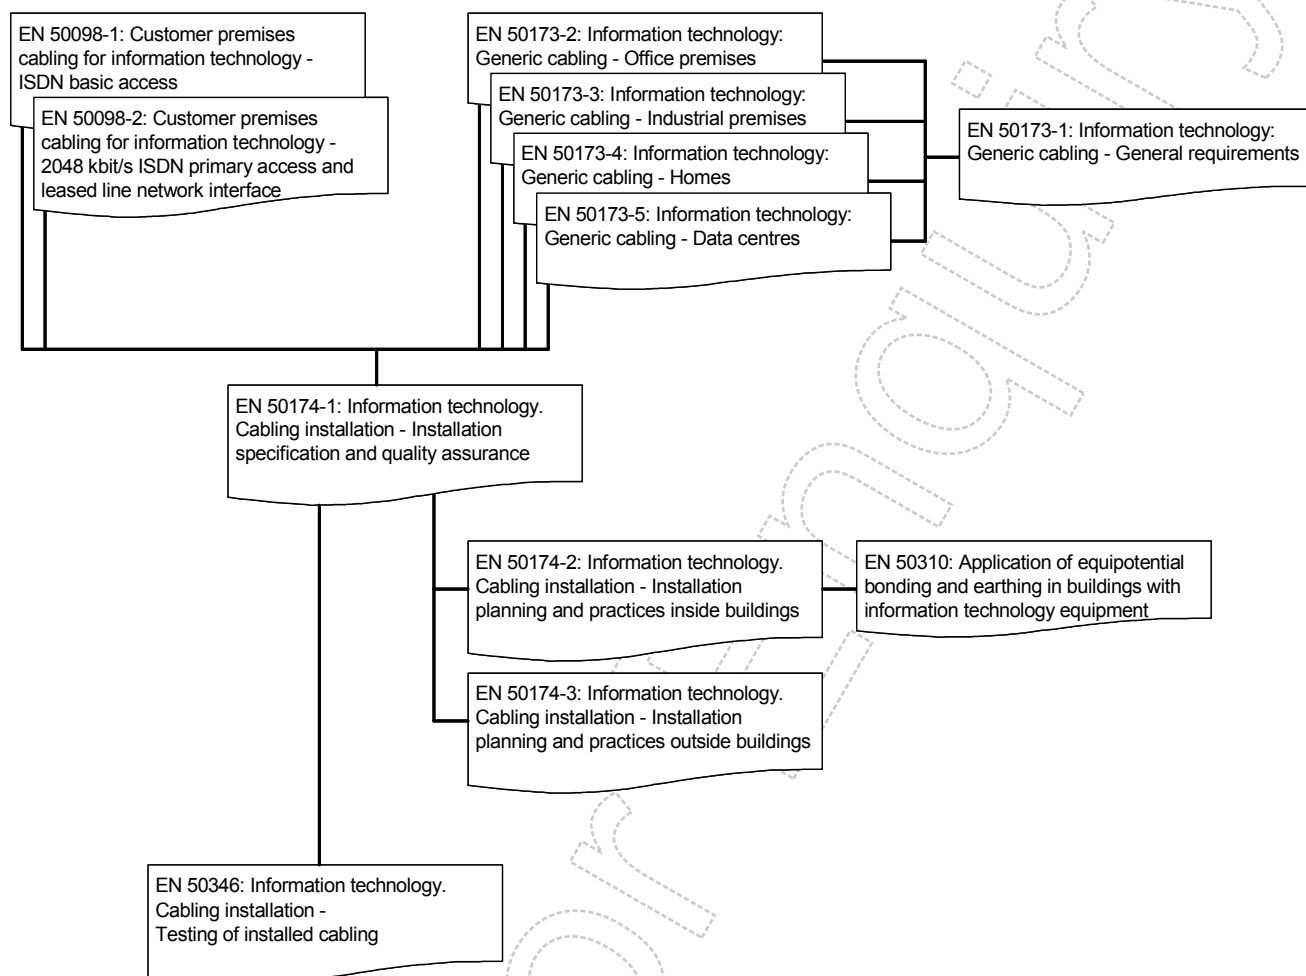 EN 50098-1: Customer premises
cabling for information technology -
ISDN basic access
EN 50098-2: Customer premises
cabling for information technology -
2048 kbit/s ISDN primary access and
leased line network interface
EN 50173-2: Information technology:
Generic cabling - Office premises
EN 50173-3: Information technology:
Generic cabling - Industrial premises
EN 50173-4: Information technology:
Generic cabling - Homes
EN 50173-5: Information technology:
Generic cabling - Data centres
EN 50173-1: Information technology:
Generic cabling - General requirements
EN 50174-1: Information technology.
Cabling installation - Installation
specification and quality assurance
EN 50174-2: Information technology.
Cabling installation - Installation
planning and practices inside buildings
EN 50310: Application of equipotential
bonding and earthing in buildings with
information technology equipment
EN 50174-3: Information technology.
Cabling installation - Installation
planning and practices outside buildings
EN 50346: Information technology.
Cabling installation -
Testing of installed cabling